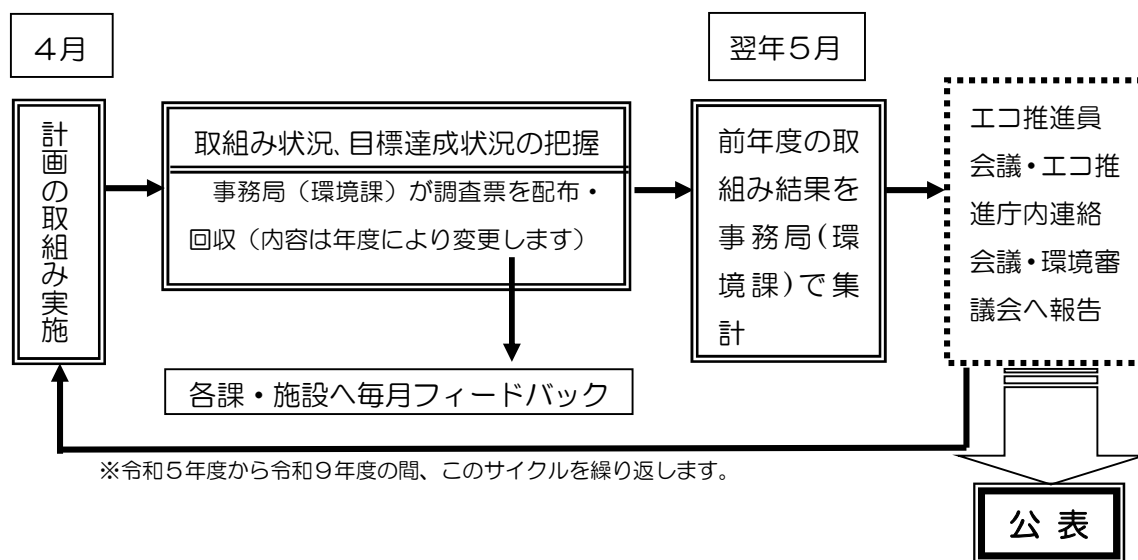 4月
翌年5月
計画の取組み実施
取組み状況、目標達成状況の把握
事務局（環境課）が調査票を配布・
回収（内容は年度により変更します）
各課・施設へ毎月フィードバック
前年度の取
組み結果を
事務局（環
境課）で集
計
エコ推進員
会議・エコ推
進庁内連絡
会議・環境審
議会へ報告
※令和5年度から令和9年度の間、このサイクルを繰り返します。
公 表